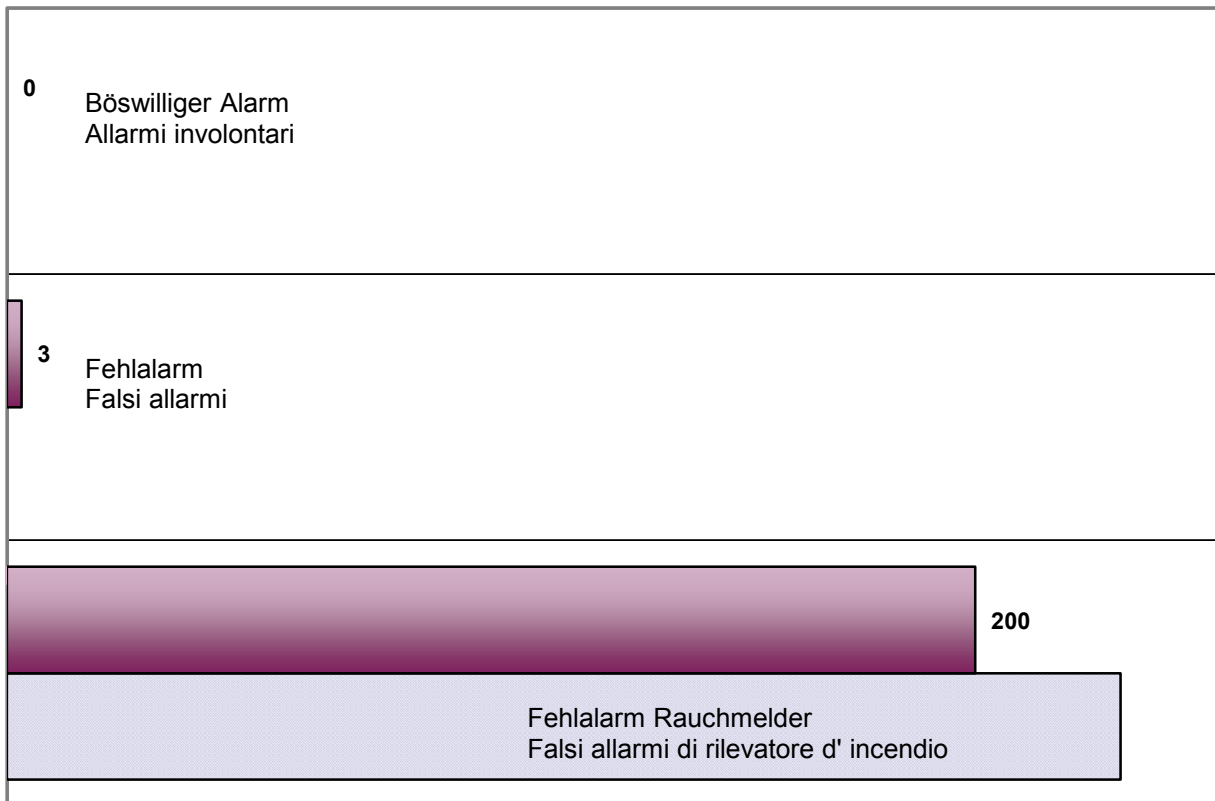 0
Böswilliger Alarm
Allarmi involontari
3
Fehlalarm
Falsi allarmi
200
Fehlalarm Rauchmelder
Falsi allarmi di rilevatore d' incendio